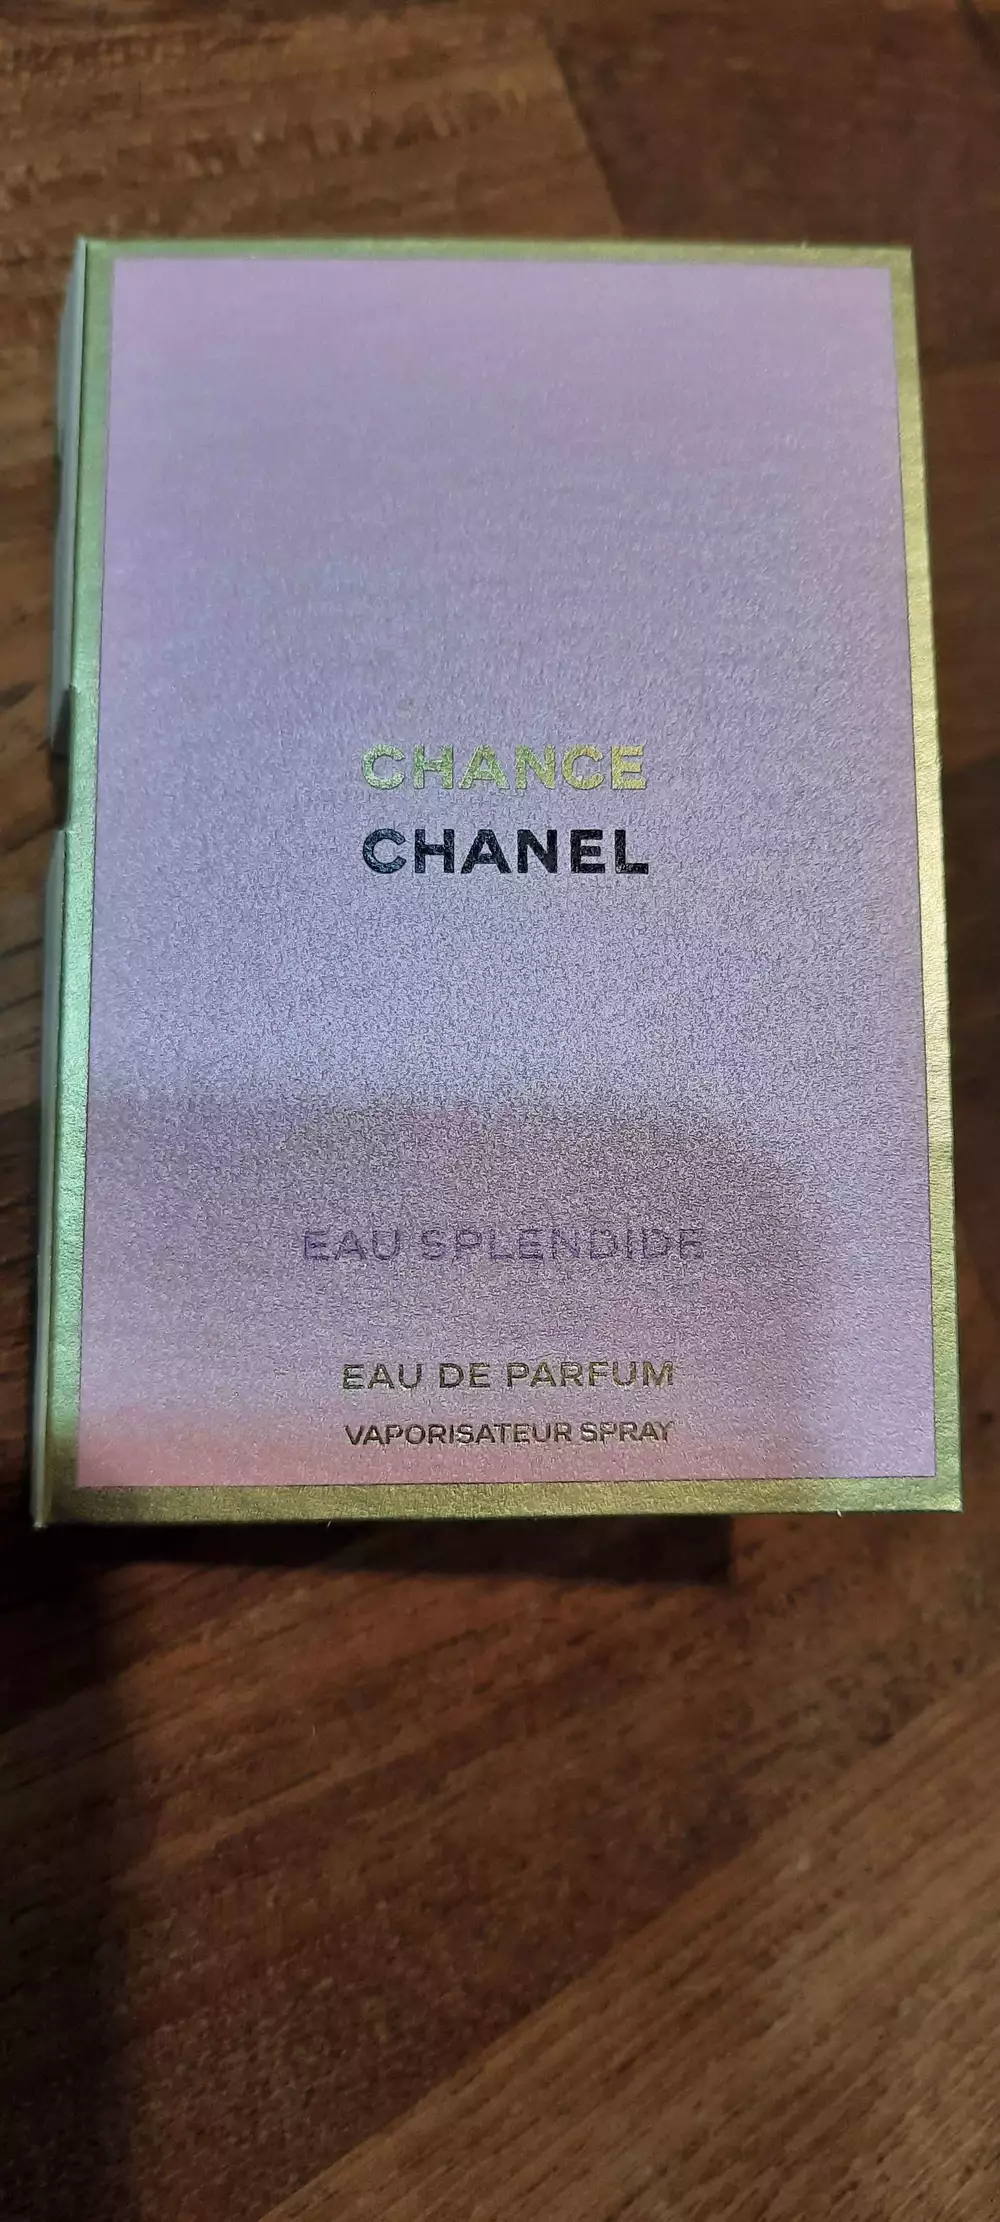 CHANCE
CHANEL
EAU SPLENDIDE
EAU DE PARFUM
VAPORISATEUR SPRAY